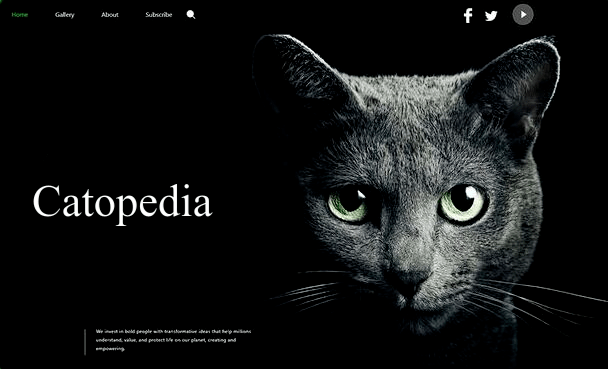 Home
Gallery
About
Subscribe
Catopedia
We invest in bold people with transformative ideas that help millions
understand, value, and protect life on our planet, creating and
empowering.